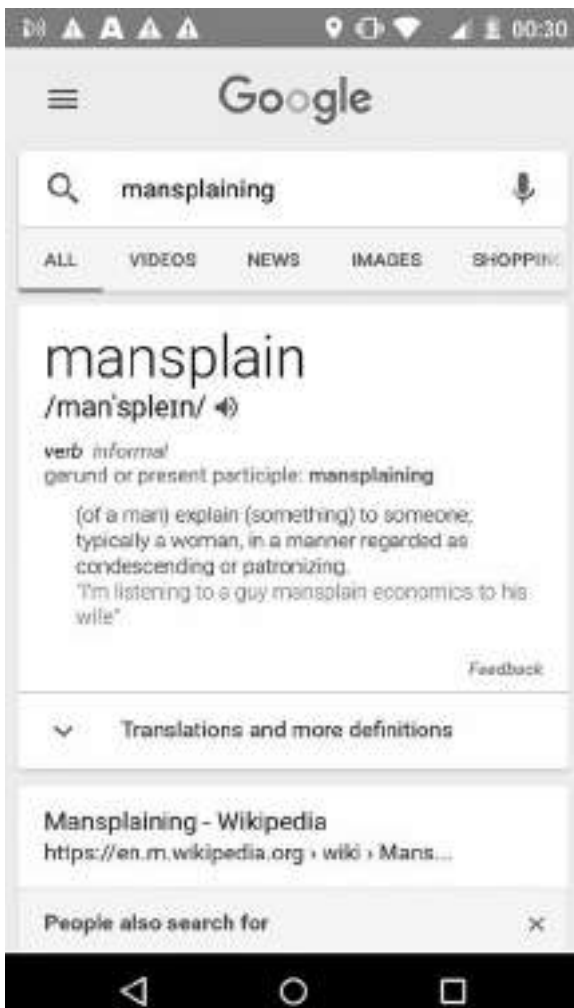 00:30
Google
mansplaining
ALL VIDEOS NEWS IMAGES SHOPPING
mansplain
/manˈspleɪn/
verb informal
gerund or present participle: mansplaining
(of a man) explain (something) to someone,
typically a woman, in a manner regarded as
condescending or patronizing.
"I'm listening to a guy mansplain economics to his
wife"
Feedback
Translations and more definitions
Mansplaining - Wikipedia
https://en.m.wikipedia.org › wiki › Mans...
People also search for